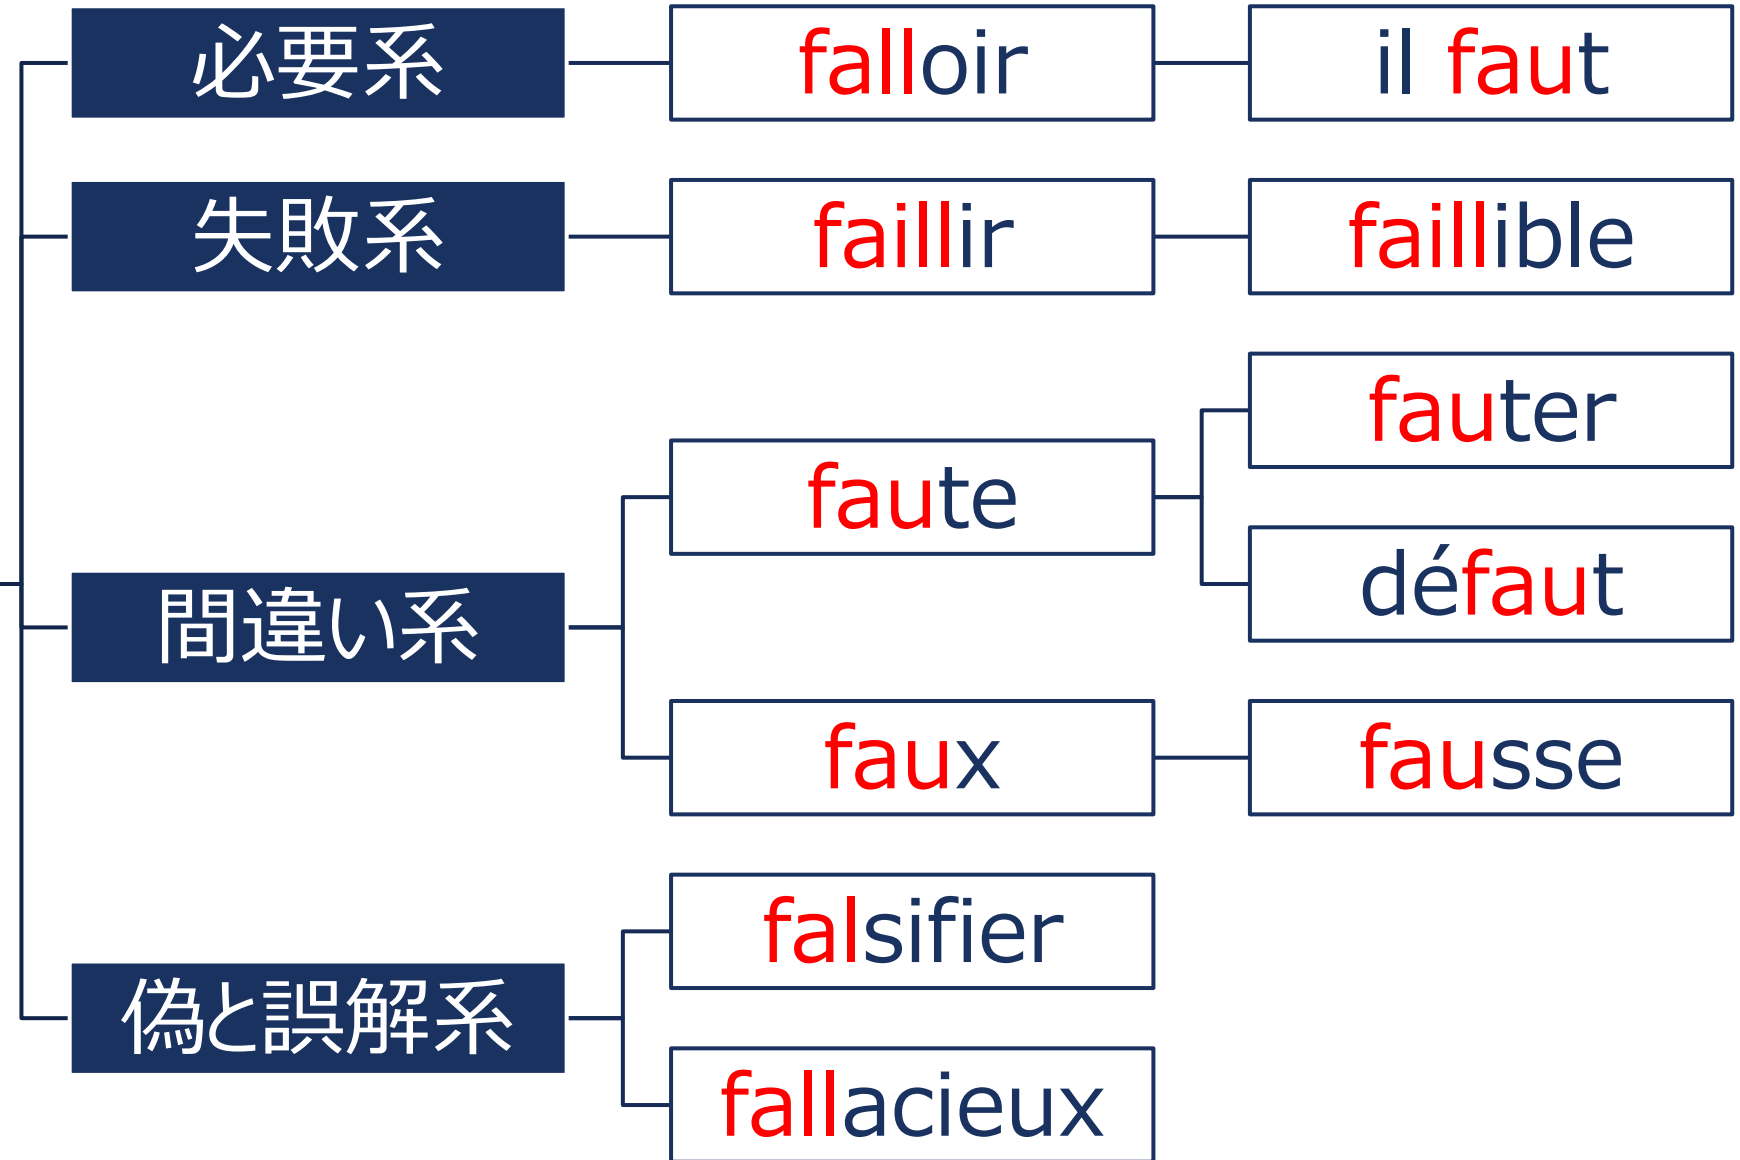 必要系
falloir
il faut
失敗系
faillir
faillible
間違い系
faute
fauter
défaut
faux
fausse
偽と誤解系
falsifier
fallacieux